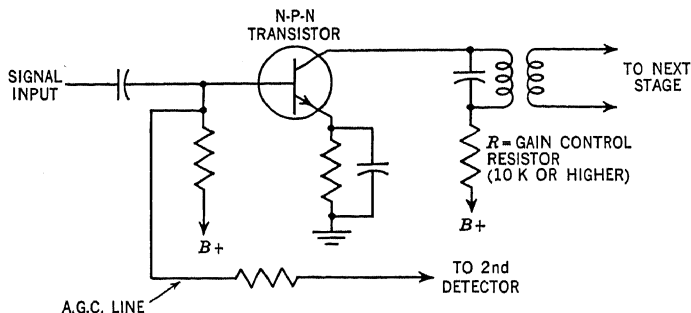 N-P-N
TRANSISTOR
SIGNAL
INPUT
TO NEXT
STAGE
R=GAIN CONTROL
RESISTOR
(10 K OR HIGHER)
B+
B+
TO 2nd
DETECTOR
A.G.C. LINE